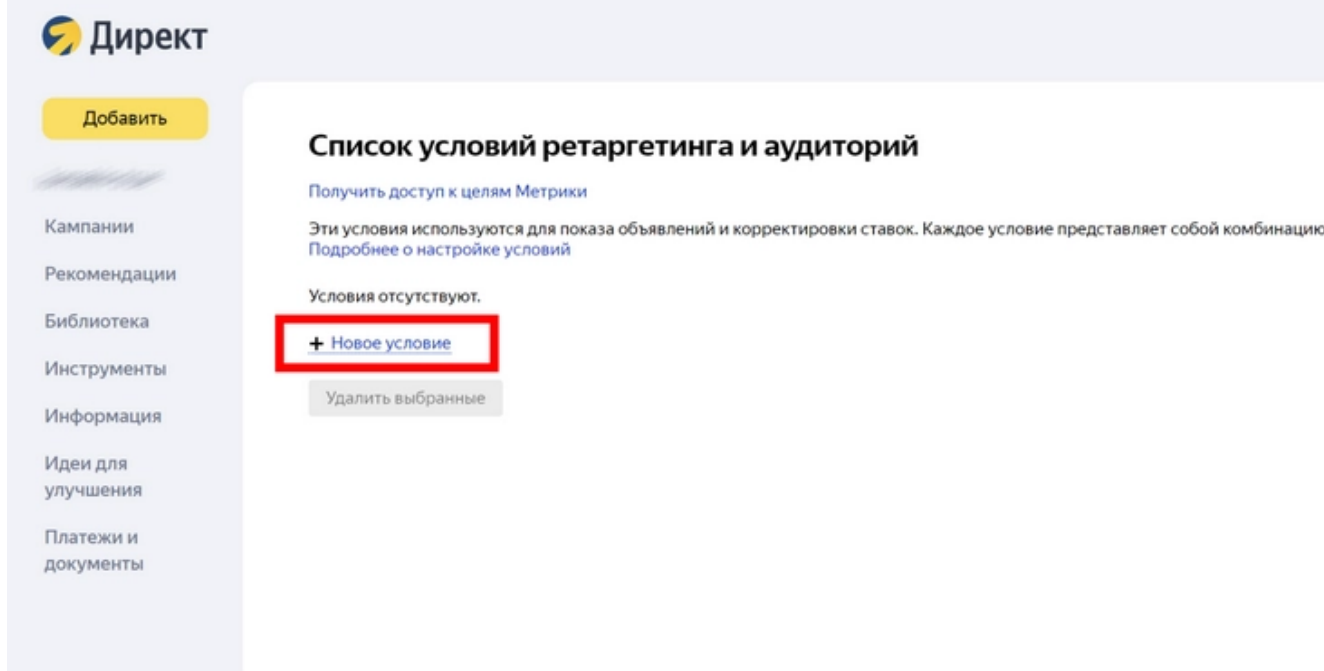 Директ
Добавить
Кампании
Рекомендации
Библиотека
Инструменты
Информация
Идеи для
улучшения
Платежи и
документы
Список условий ретаргетинга и аудиторий
Получить доступ к целям Метрики
Эти условия используются для показа объявлений и корректировки ставок. Каждое условие представляет собой комбинацию
Подробнее о настройке условий
Условия отсутствуют.
+ Новое условие
Удалить выбранные